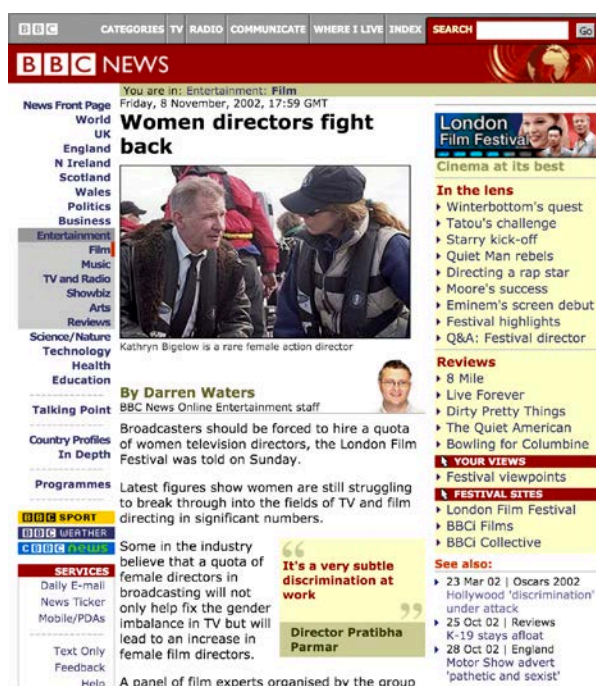 BBC CATEGORIES TV RADIO COMMUNICATE WHERE I LIVE INDEX SEARCH Go
BBC NEWS
You are in: Entertainment: Film
News Front Page
World
UK
England
N Ireland
Scotland
Wales
Politics
Business
Entertainment
Film
Music
TV and Radio
Showbiz
Arts
Reviews
Science/Nature
Technology
Health
Education
Talking Point
Country Profiles
In Depth
Programmes
BBC SPORT
BBC WEATHER
CBBC news
SERVICES
Daily E-mail
News Ticker
Mobile/PDAs
Text Only
Feedback
Help
Friday, 8 November, 2002, 17:59 GMT
Women directors fight
back
Kathryn Bigelow is a rare female action director
By Darren Waters
BBC News Online Entertainment staff
Broadcasters should be forced to hire a quota
of women television directors, the London Film
Festival was told on Sunday.
Latest figures show women are still struggling
to break through into the fields of TV and film
directing in significant numbers.
Some in the industry
believe that a quota of
female directors in
broadcasting will not
only help fix the gender
imbalance in TV but will
lead to an increase in
female film directors.
“
It's a very subtle
discrimination at
work
”
Director Pratibha
Parmar
A panel of film experts organised by the group
London
Film Festival
Cinema at its best
In the lens
Winterbottom's quest
Tatou's challenge
Starry kick-off
Quiet Man rebels
Directing a rap star
Moore's success
Eminem's screen debut
Festival highlights
Q&A: Festival director
Reviews
8 Mile
Live Forever
Dirty Pretty Things
The Quiet American
Bowling for Columbine
YOUR VIEWS
Festival viewpoints
FESTIVAL SITES
London Film Festival
BBCi Films
BBCi Collective
See also:
23 Mar 02 | Oscars 2002
Hollywood 'discrimination'
under attack
25 Oct 02 | Reviews
K-19 stays afloat
28 Oct 02 | England
Motor Show advert
'pathetic and sexist'